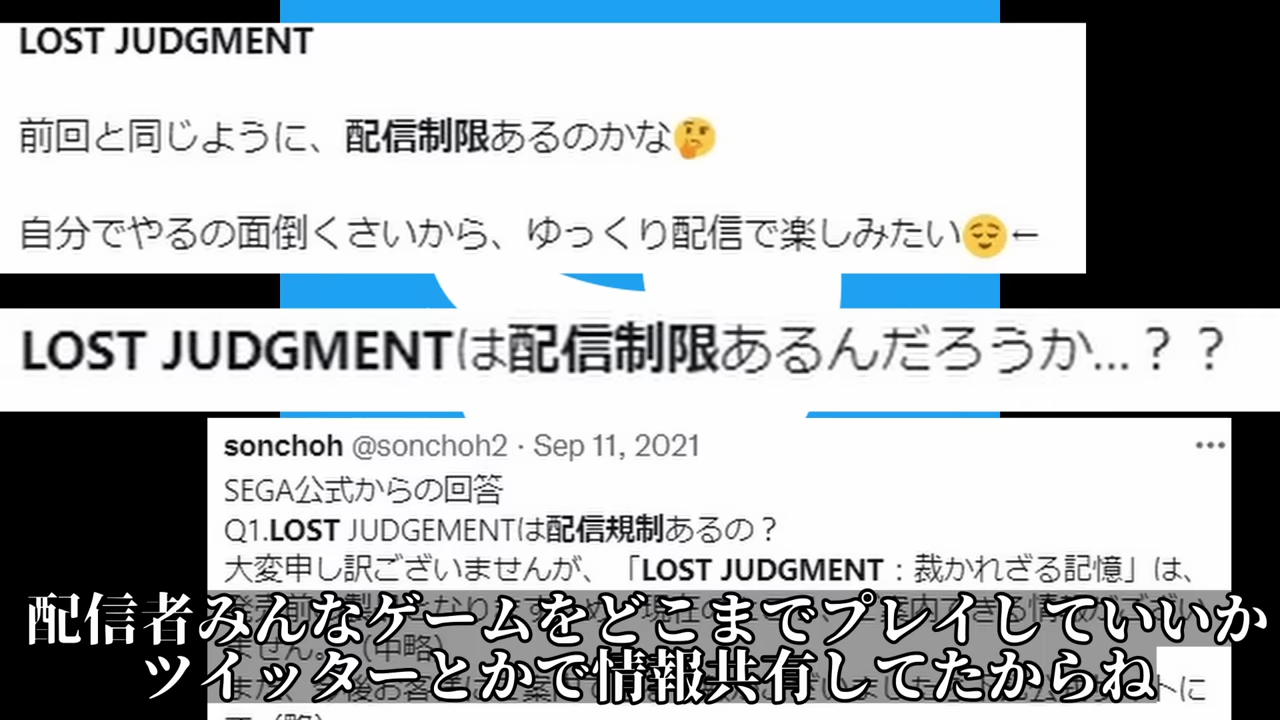 LOST JUDGMENT
前回と同じように、配信制限あるのかな🤔
自分でやるの面倒くさいから、ゆっくり配信で楽しみたい😌←
LOST JUDGMENTは配信制限あるんだろうか...？？
sonchoh @sonchoh2 · Sep 11, 2021
SEGA公式からの回答
Q1.LOST JUDGEMENTは配信規制あるの？
大変申し訳ございませんが、「LOST JUDGMENT：裁かれざる記憶」は、
配信者みんなゲームをどこまでプレイしていいか
ません。（中略）
ツイッターとかで情報共有してたからね